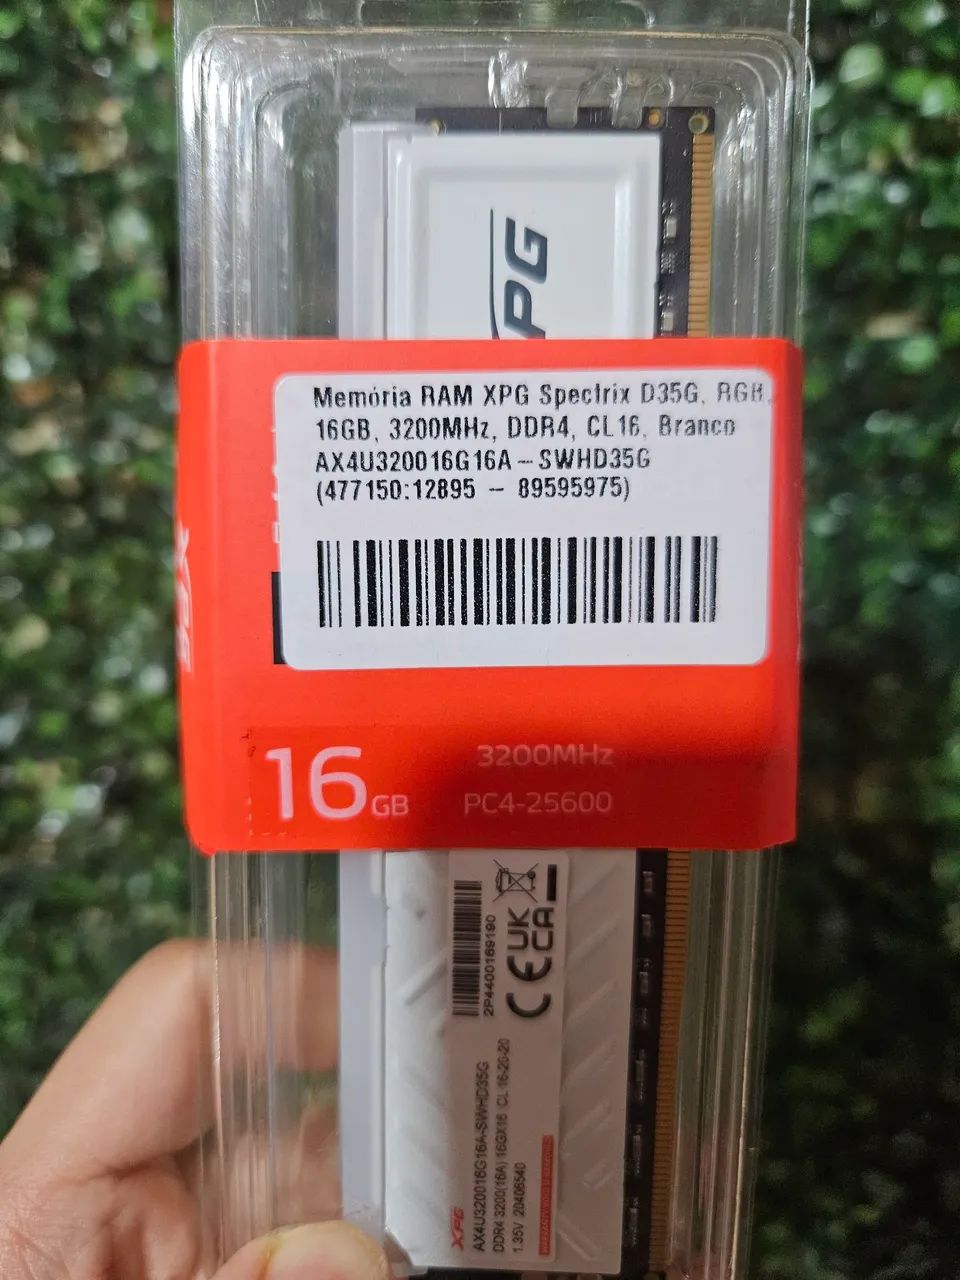 XPG
Memória RAM XPG Spectrix D35G, RGB,
16GB, 3200MHz, DDR4, CL16, Branco
AX4U320016G16A – SWHD35G
(477150:12895 – 89595975)
16GB
3200MHz
PC4-25600
2P4400169190
CE UK CA
XPG
AX4U320016G16A-SWHD35G
DDR4 3200(16A) 16GX16 CL 16-20-20
1.35V 20406540